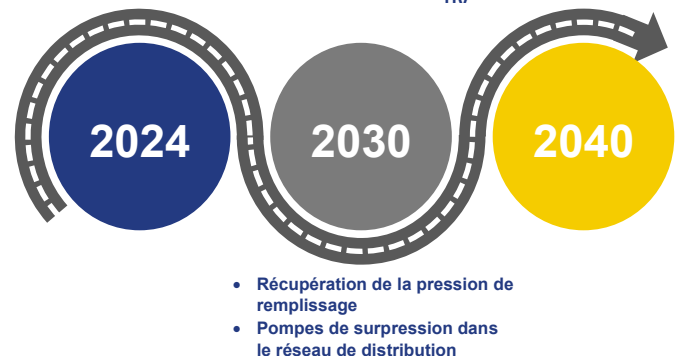 2024
2030
2040
• Récupération de la pression de
remplissage
• Pompes de surpression dans
le réseau de distribution